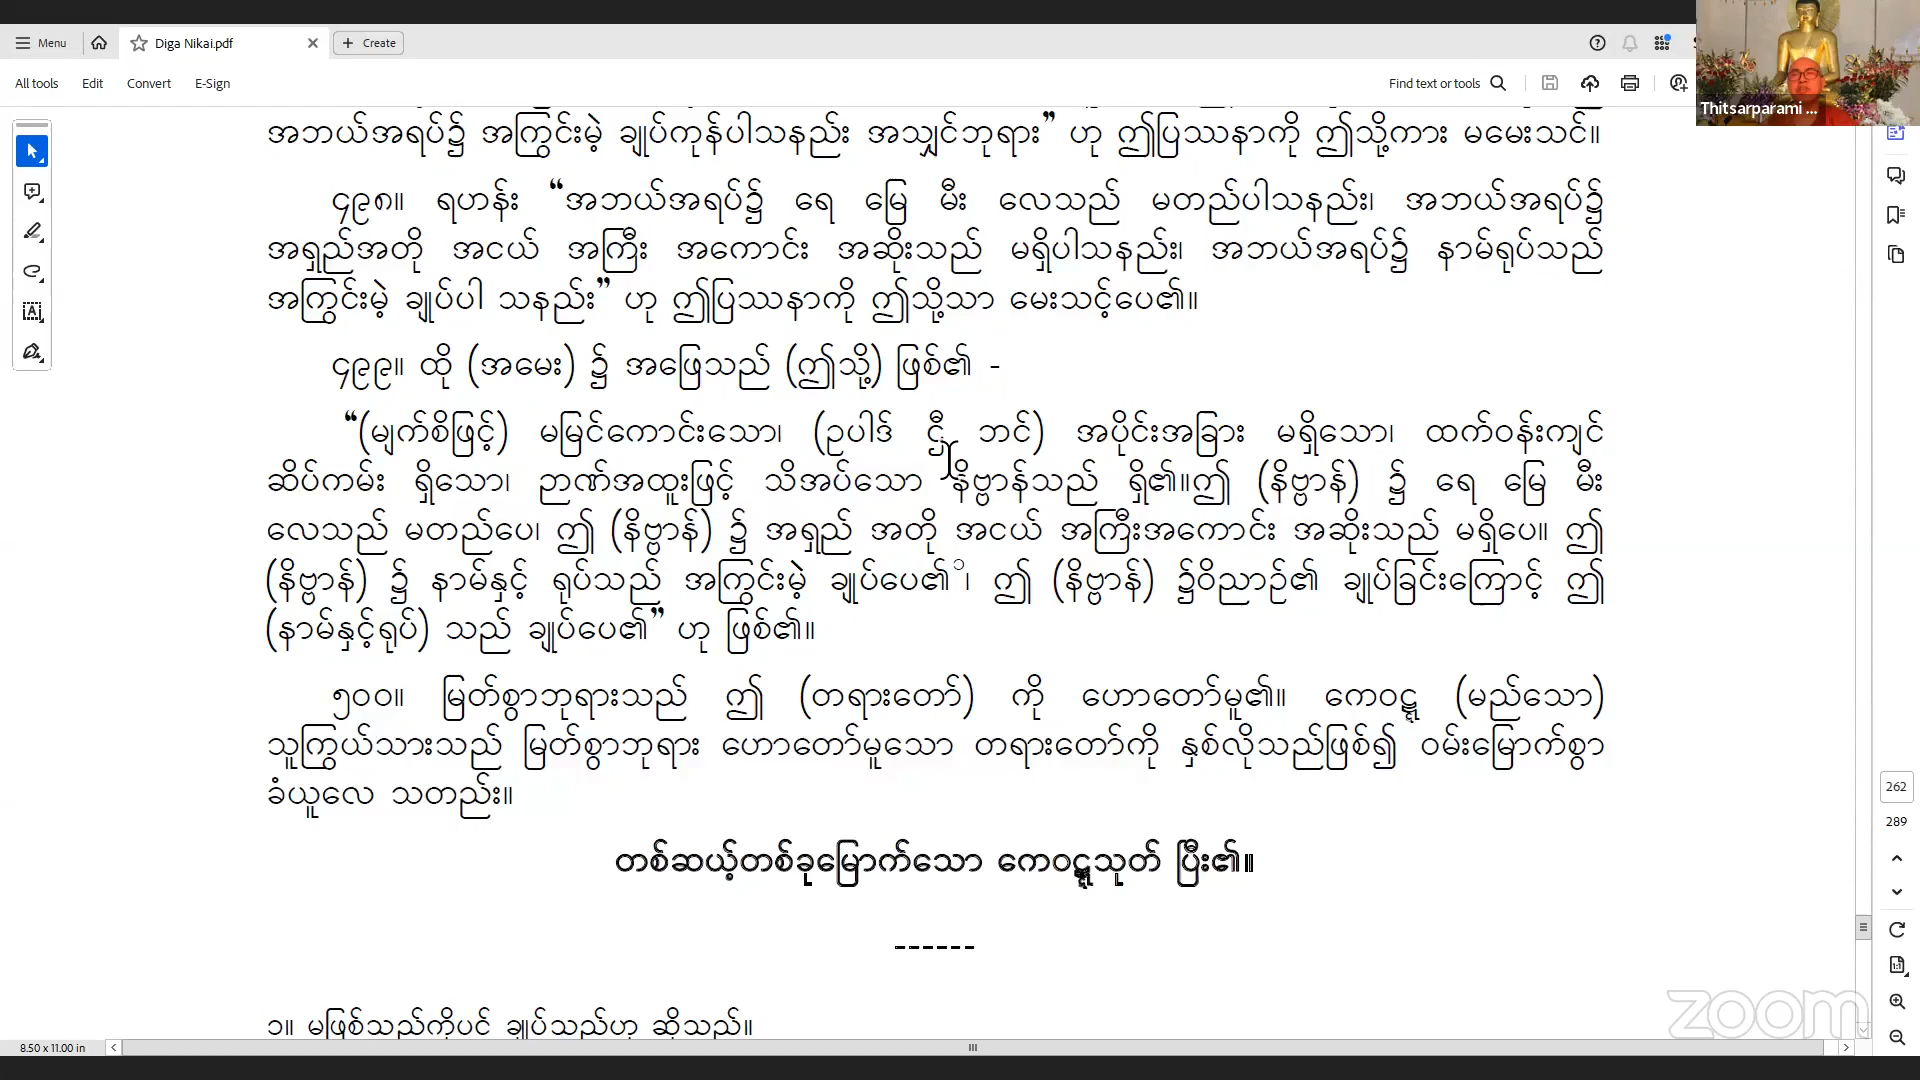 Menu
Diga Nikai.pdf
Create
All tools Edit Convert E-Sign
Find text or tools
Thitsarparami ...
အဘယ်အရပ်၌ အကြွင်းမဲ့ ချုပ်ကုန်ပါသနည်း အသျှင်ဘုရား” ဟု ဤပြဿနာကို ဤသို့ကား မမေးသင်။
၄၉၈။ ရဟန်း “အဘယ်အရပ်၌ ရေ မြေ မီး လေသည် မတည်ပါသနည်း၊ အဘယ်အရပ်၌
အရှည်အတို အငယ် အကြီး အကောင်း အဆိုးသည် မရှိပါသနည်း၊ အဘယ်အရပ်၌ နာမ်ရုပ်သည်
အကြွင်းမဲ့ ချုပ်ပါ သနည်း” ဟု ဤပြဿနာကို ဤသို့သာ မေးသင့်ပေ၏။
၄၉၉။ ထို (အမေး) ၌ အဖြေသည် (ဤသို့) ဖြစ်၏ -
“(မျက်စိဖြင့်) မမြင်ကောင်းသော၊ (ဥပါဒ် ဌီ ဘင်) အပိုင်းအခြား မရှိသော၊ ထက်ဝန်းကျင်
ဆိပ်ကမ်း ရှိသော၊ ဉာဏ်အထူးဖြင့် သိအပ်သော နိဗ္ဗာန်သည် ရှိ၏။ဤ (နိဗ္ဗာန်) ၌ ရေ မြေ မီး
လေသည် မတည်ပေ၊ ဤ (နိဗ္ဗာန်) ၌ အရှည် အတို အငယ် အကြီးအကောင်း အဆိုးသည် မရှိပေ။ ဤ
(နိဗ္ဗာန်) ၌ နာမ်နှင့် ရုပ်သည် အကြွင်းမဲ့ ချုပ်ပေ၏၁၊ ဤ (နိဗ္ဗာန်) ၌ဝိညာဉ်၏ ချုပ်ခြင်းကြောင့် ဤ
(နာမ်နှင့်ရုပ်) သည် ချုပ်ပေ၏” ဟု ဖြစ်၏။
၅၀၀။ မြတ်စွာဘုရားသည် ဤ (တရားတော်) ကို ဟောတော်မူ၏။ ကေဝဋ္ဋ (မည်သော)
သူကြွယ်သားသည် မြတ်စွာဘုရား ဟောတော်မူသော တရားတော်ကို နှစ်လိုသည်ဖြစ်၍ ဝမ်းမြောက်စွာ
ခံယူလေ သတည်း။
တစ်ဆယ့်တစ်ခုမြောက်သော ကေဝဋ္ဋသုတ် ပြီး၏။
------
၁။ မဖြစ်သည်ကိုပင် ချုပ်သည်ဟု ဆိုသည်။
262
289
8.50 x 11.00 in
zoom